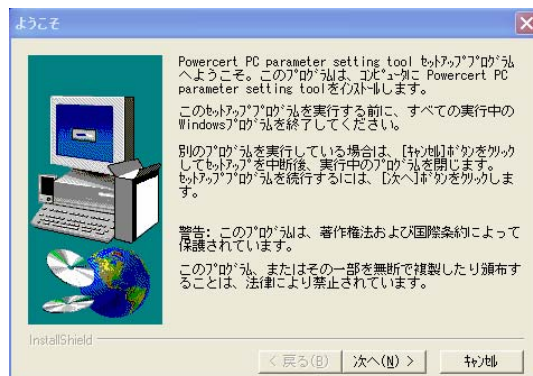 ようこそ
Powercert PC parameter setting tool ｾｯﾄｱｯﾌﾟﾌﾟﾛｸﾞﾗﾑ
へようこそ。このﾌﾟﾛｸﾞﾗﾑは、ｺﾝﾋﾟｭｰﾀに Powercert PC
parameter setting toolをｲﾝｽﾄｰﾙします。
このｾｯﾄｱｯﾌﾟﾌﾟﾛｸﾞﾗﾑを実行する前に、すべての実行中の
Windowsﾌﾟﾛｸﾞﾗﾑを終了してください。
別のﾌﾟﾛｸﾞﾗﾑを実行している場合は、[ｷｬﾝｾﾙ]ﾎﾞﾀﾝをｸﾘｯｸ
してｾｯﾄｱｯﾌﾟを中断後、実行中のﾌﾟﾛｸﾞﾗﾑを閉じます。
ｾｯﾄｱｯﾌﾟﾌﾟﾛｸﾞﾗﾑを続行するには、[次へ]ﾎﾞﾀﾝをｸﾘｯｸしま
す。
警告: このﾌﾟﾛｸﾞﾗﾑは、著作権法および国際条約によって
保護されています。
このﾌﾟﾛｸﾞﾗﾑ、またはその一部を無断で複製したり頒布す
ることは、法律により禁止されています。
InstallShield
< 戻る(B) 次へ(N) > ｷｬﾝｾﾙ